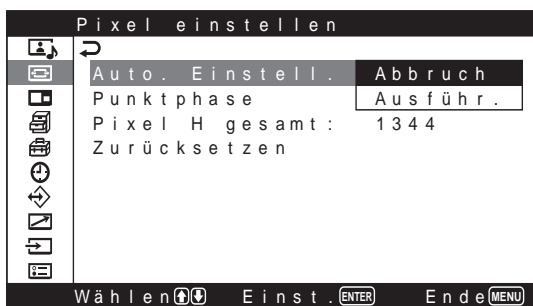 Pixel einstellen
Auto. Einstell. Abbruch
Punktphase Ausführ.
Pixel H gesamt: 1344
Zurücksetzen
Wählen Einst. ENTER Ende MENU